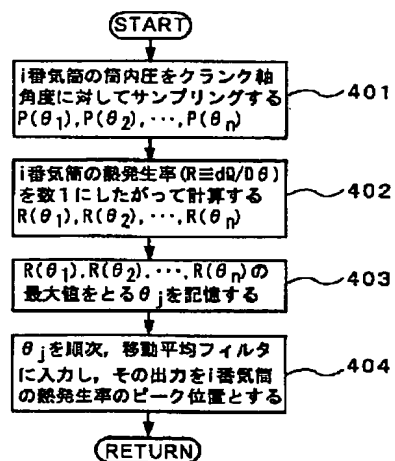 START
i番気筒の筒内圧をクランク軸
角度に対してサンプリングする
P(θ1),P(θ2),···,P(θn)
401
i番気筒の熱発生率(R≡dQ/Dθ)
を数1にしたがって計算する
R(θ1),R(θ2),···,R(θn)
402
R(θ1),R(θ2),···,R(θn)の
最大値をとるθjを記憶する
403
θjを順次，移動平均フィルタ
に入力し，その出力をi番気筒
の熱発生率のピーク位置とする
404
RETURN